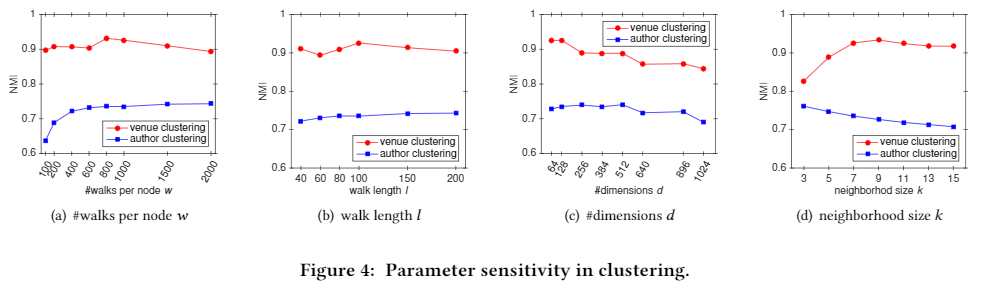 1
0.9
0.8
0.7
0.6
NMI
venue clustering
author clustering
100
200
400
600
800
1000
1500
2000
#walks per node w
(a) #walks per node w
1
0.9
0.8
0.7
0.6
NMI
venue clustering
author clustering
40 60 80 100 150 200
walk length l
(b) walk length l
1
0.9
0.8
0.7
0.6
NMI
venue clustering
author clustering
64
128
256
384
512
640
896
1024
#dimensions d
(c) #dimensions d
1
0.9
0.8
0.7
0.6
NMI
venue clustering
author clustering
3 5 7 9 11 13 15
neighborhod size k
(d) neighborhood size k
Figure 4: Parameter sensitivity in clustering.